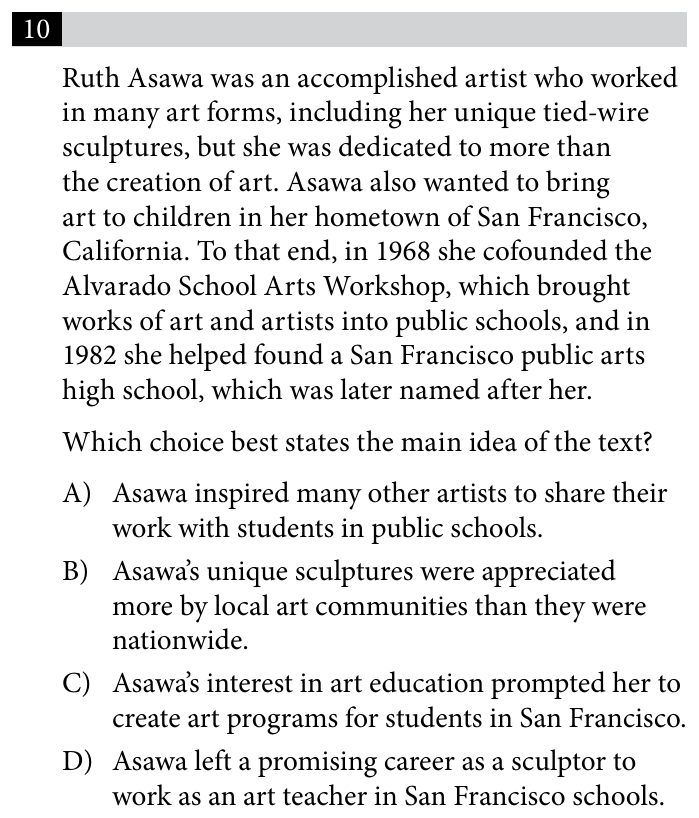 10
Ruth Asawa was an accomplished artist who worked
in many art forms, including her unique tied-wire
sculptures, but she was dedicated to more than
the creation of art. Asawa also wanted to bring
art to children in her hometown of San Francisco,
California. To that end, in 1968 she cofounded the
Alvarado School Arts Workshop, which brought
works of art and artists into public schools, and in
1982 she helped found a San Francisco public arts
high school, which was later named after her.
Which choice best states the main idea of the text?
A) Asawa inspired many other artists to share their
work with students in public schools.
B) Asawa’s unique sculptures were appreciated
more by local art communities than they were
nationwide.
C) Asawa’s interest in art education prompted her to
create art programs for students in San Francisco.
D) Asawa left a promising career as a sculptor to
work as an art teacher in San Francisco schools.